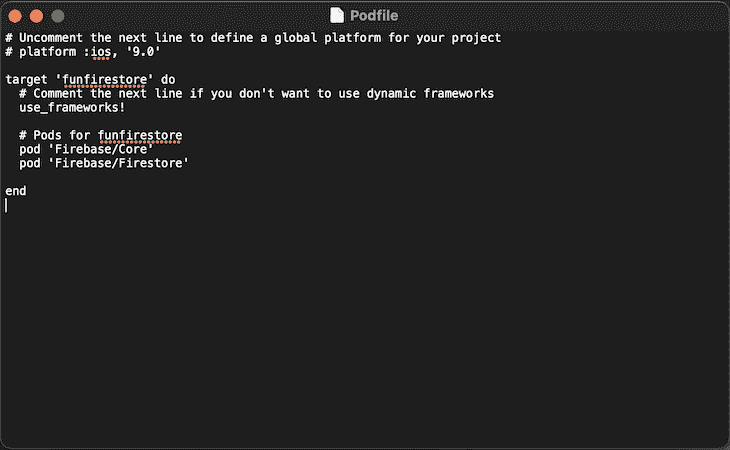 Podfile
# Uncomment the next line to define a global platform for your project
# platform :ios, '9.0'
target 'funfirestore' do
# Comment the next line if you don't want to use dynamic frameworks
use_frameworks!
# Pods for funfirestore
pod 'Firebase/Core'
pod 'Firebase/Firestore'
end